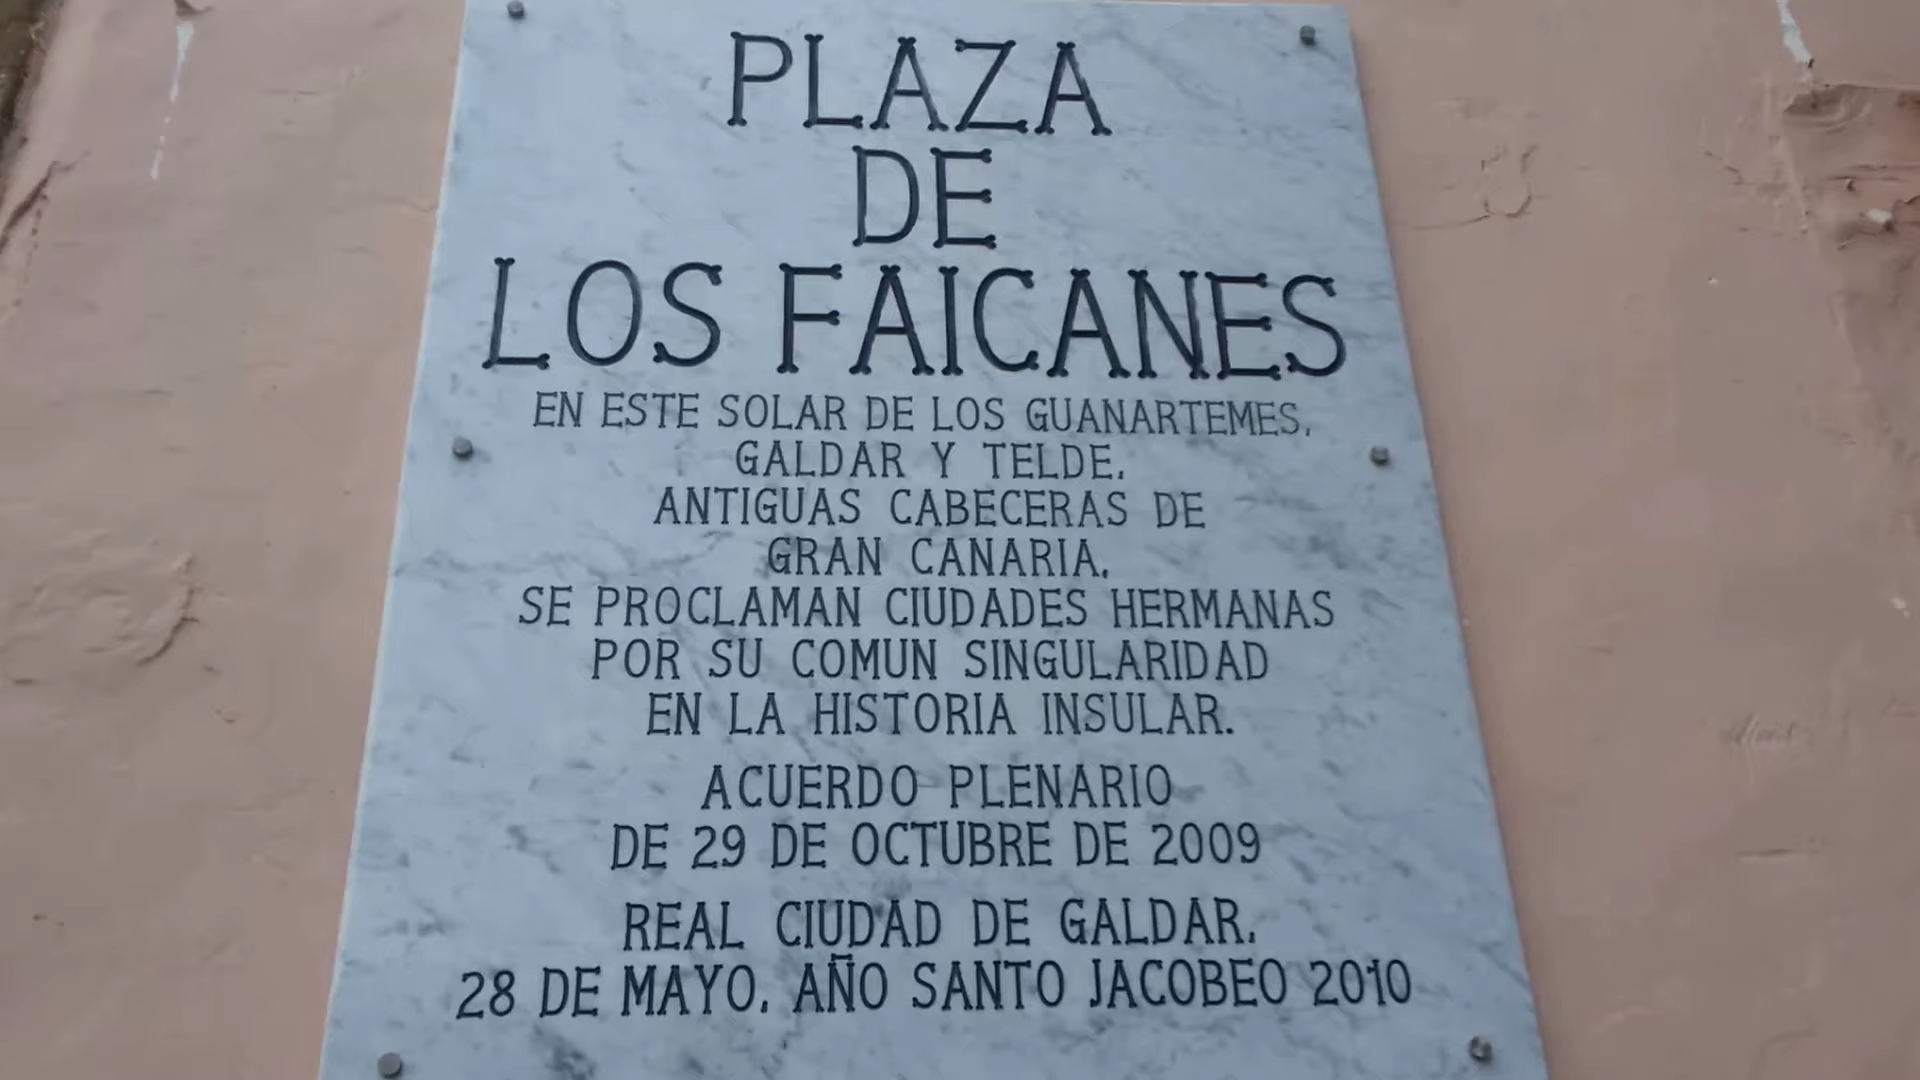 PLAZA
DE
LOS FAICANES
EN ESTE SOLAR DE LOS GUANARTEMES,
GALDAR Y TELDE,
ANTIGUAS CABECERAS DE
GRAN CANARIA,
SE PROCLAMAN CIUDADES HERMANAS
POR SU COMUN SINGULARIDAD
EN LA HISTORIA INSULAR.
ACUERDO PLENARIO
DE 29 DE OCTUBRE DE 2009
REAL CIUDAD DE GALDAR,
28 DE MAYO, AÑO SANTO JACOBEO 2010